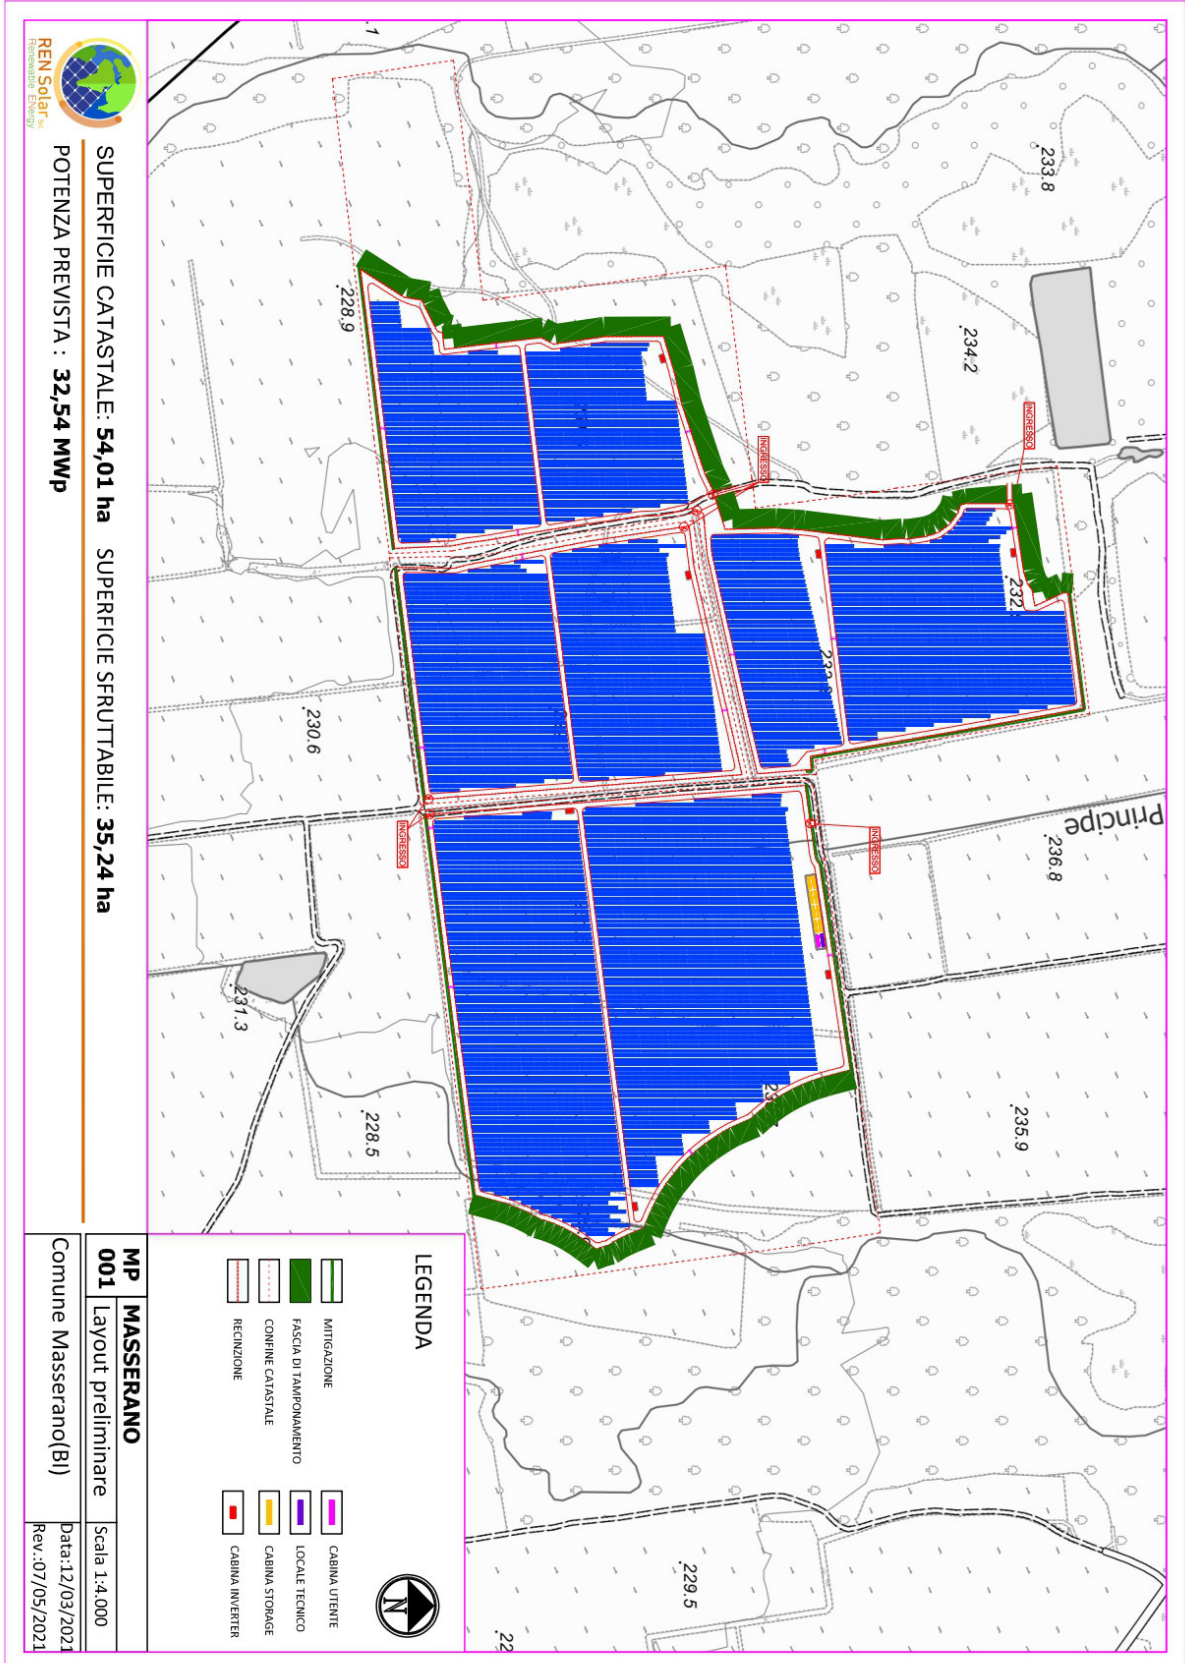 REN Solar srl
Renewable ENergy
SUPERFICIE CATASTALE: 54,01 ha SUPERFICIE SFRUTTABILE: 35,24 ha
POTENZA PREVISTA : 32,54 MWp
.233.8
.234.2
.228.9
INGRESSO
INGRESSO
INGRESSO
INGRESSO
.230.6
Principe
.236.8
.231.3
.235.9
.228.5
.229.5
LEGENDA
MITIGAZIONE
FASCIA DI TAMPONAMENTO
CONFINE CATASTALE
RECINZIONE
CABINA UTENTE
LOCALE TECNICO
CABINA STORAGE
CABINA INVERTER
N
MP 001
MASSERANO
Layout preliminare
Scala 1:4.000
Comune Masserano(BI)
Data:12/03/2021
Rev.:07/05/2021